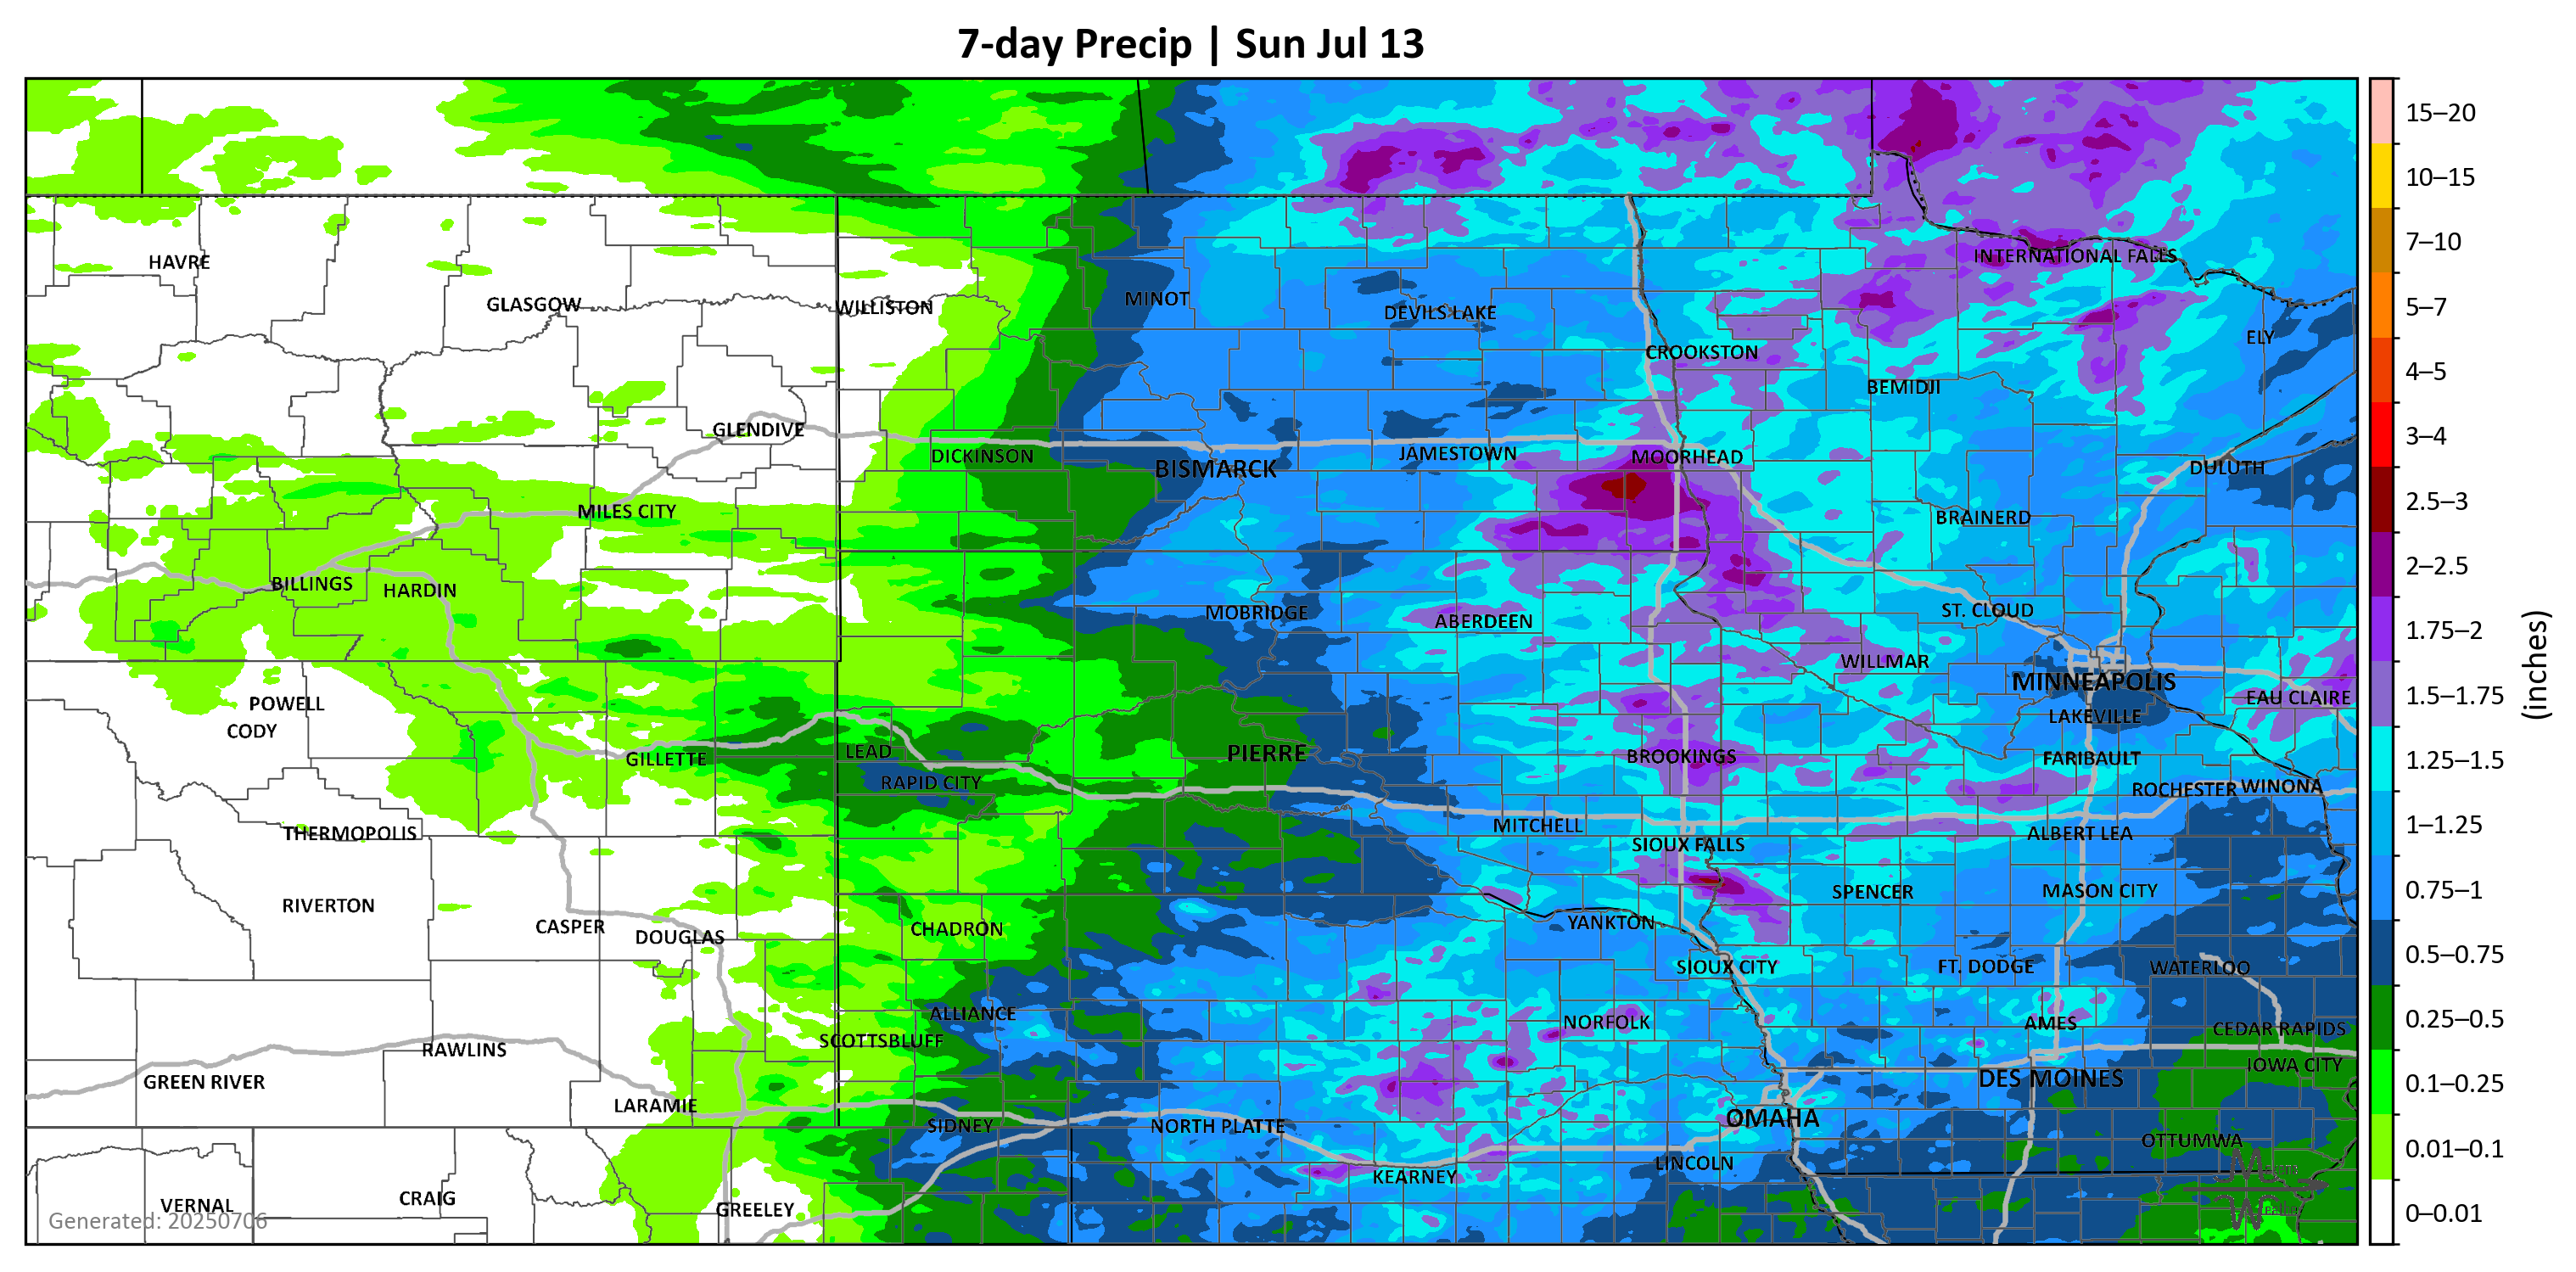 7-day Precip | Sun Jul 13
15–20
10–15
7–10
5–7
4–5
3–4
2.5–3
2–2.5
1.75–2
1.5–1.75
1.25–1.5
1–1.25
0.75–1
0.5–0.75
0.25–0.5
0.1–0.25
0.01–0.1
0–0.01
(inches)
HAVRE
INTERNATIONAL FALLS
GLASGOW
WILLISTON
MINOT
DEVILS LAKE
ELY
CROOKSTON
BEMIDJI
GLENDIVE
DICKINSON
BISMARCK
JAMESTOWN
MOORHEAD
DULUTH
MILES CITY
BRAINERD
BILLINGS
HARDIN
MOBRIDGE
ABERDEEN
ST. CLOUD
WILLMAR
MINNEAPOLIS
POWELL
EAU CLAIRE
CODY
LAKEVILLE
GILLETTE
LEAD
PIERRE
BROOKINGS
FARIBAULT
RAPID CITY
ROCHESTER
WINONA
THERMOPOLIS
MITCHELL
ALBERT LEA
SIOUX FALLS
RIVERTON
SPENCER
MASON CITY
CASPER
DOUGLAS
CHADRON
YANKTON
SIOUX CITY
FT. DODGE
WATERLOO
ALLIANCE
NORFOLK
AMES
CEDAR RAPIDS
RAWLINS
SCOTTSBLUFF
IOWA CITY
GREEN RIVER
DES MOINES
LARAMIE
SIDNEY
NORTH PLATTE
OMAHA
OTTUMWA
LINCOLN
KEARNEY
VERNAL
CRAIG
GREELEY
Generated: 20250706